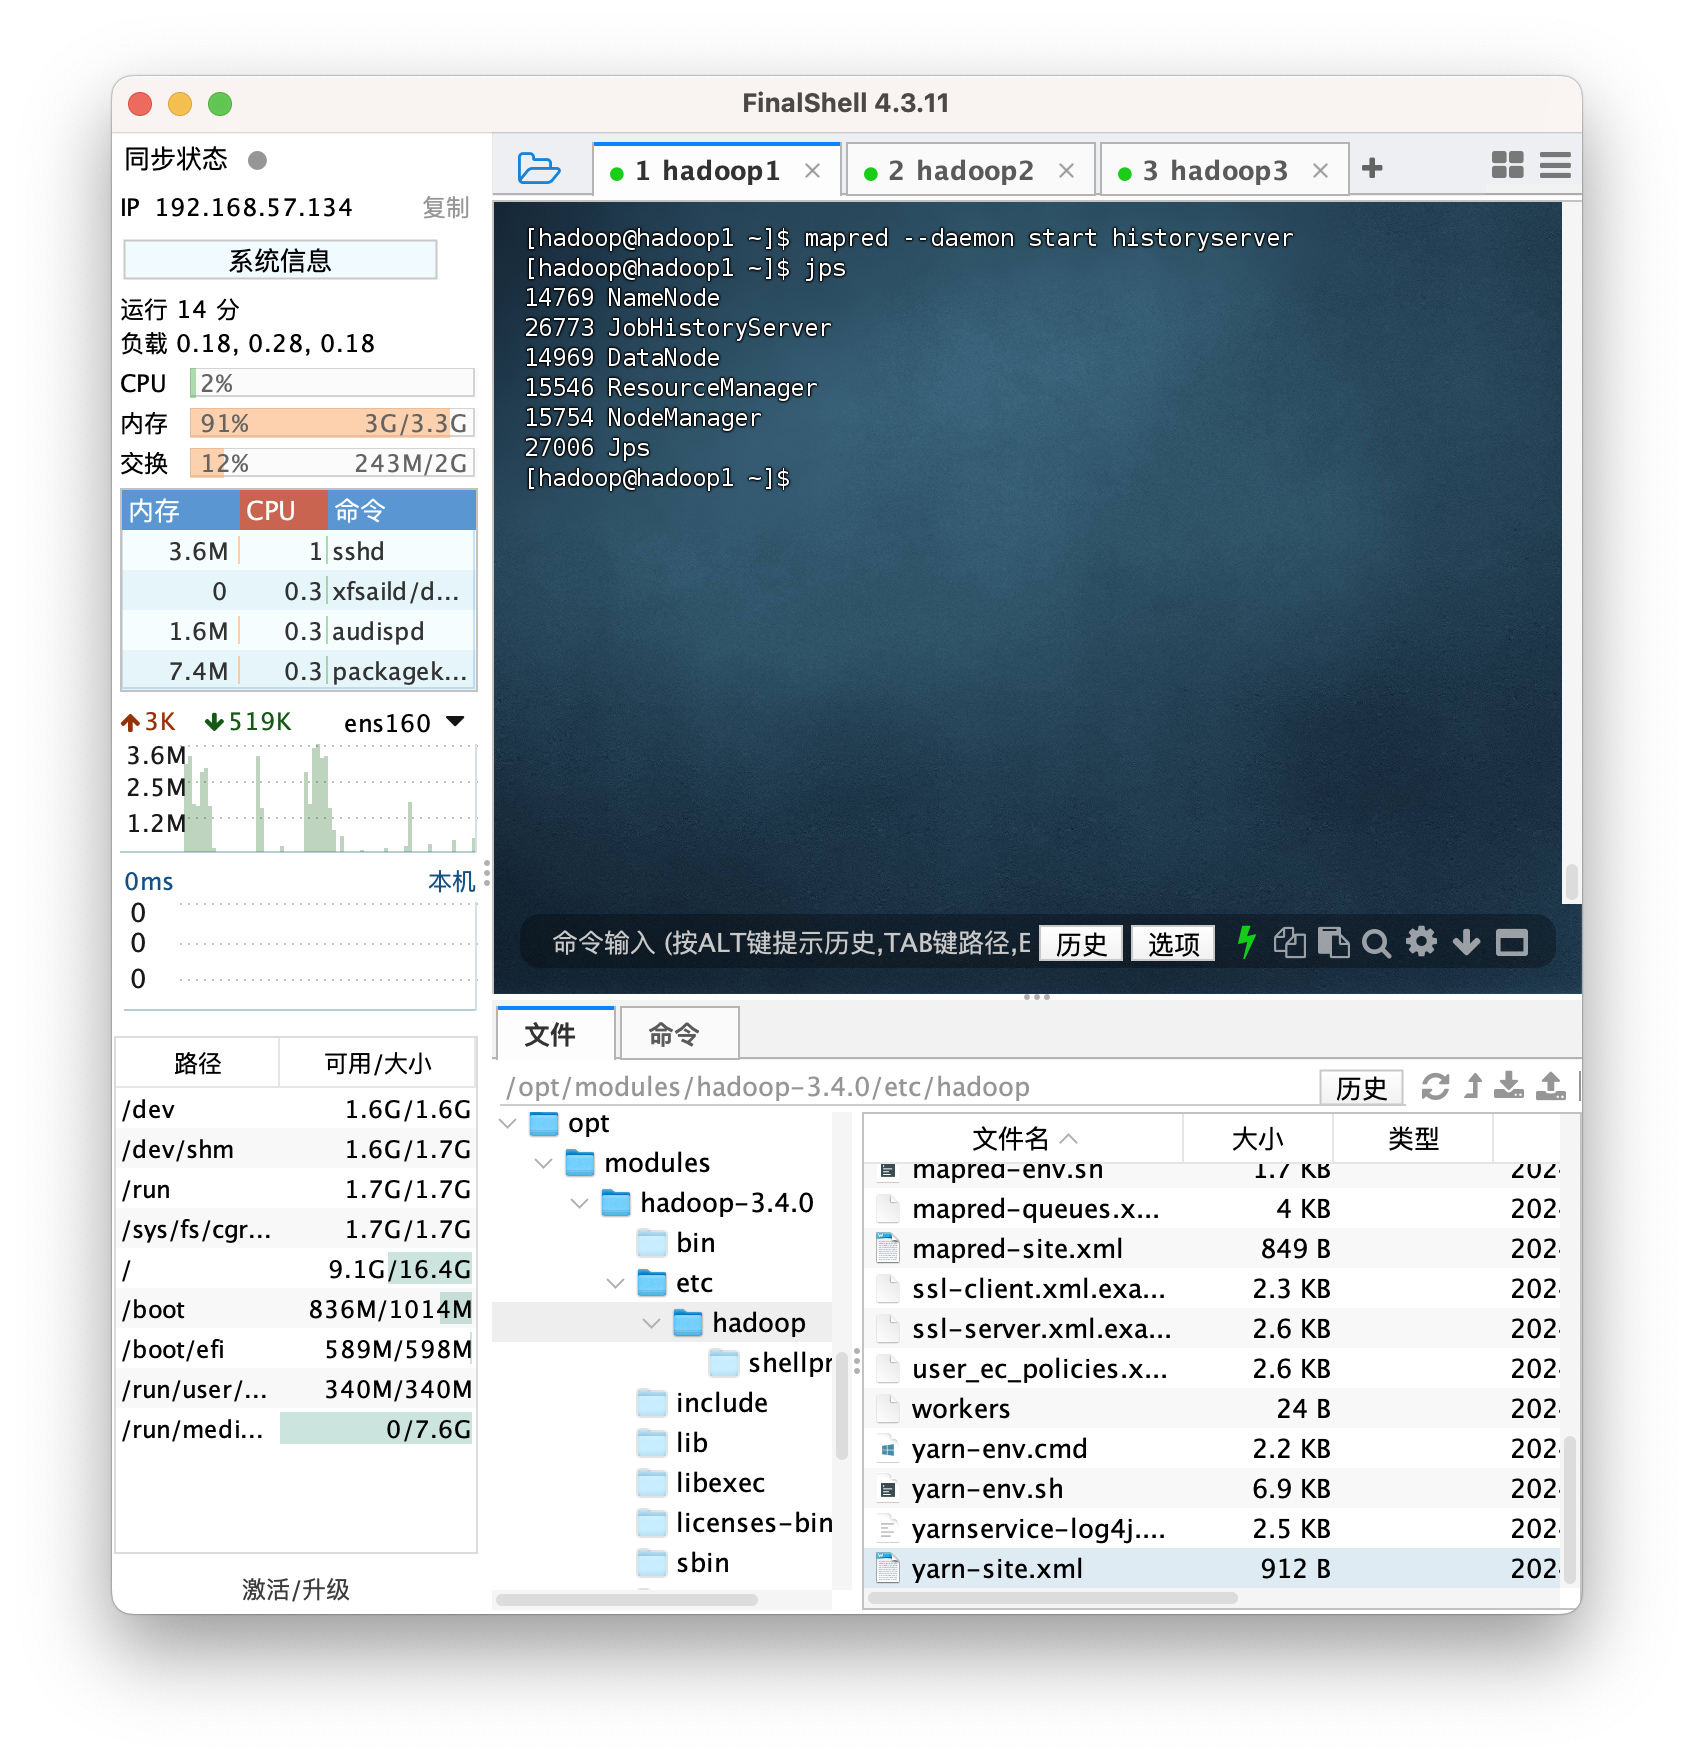 FinalShell 4.3.11
同步状态
IP 192.168.57.134 复制
系统信息
运行 14 分
负载 0.18, 0.28, 0.18
CPU 2%
内存 91% 3G/3.3G
交换 12% 243M/2G
内存 CPU 命令
3.6M 1 sshd
0 0.3 xfsaild/d...
1.6M 0.3 audispd
7.4M 0.3 packagek...
3K 519K ens160
3.6M
2.5M
1.2M
0ms 本机
0
0
0
路径 可用/大小
/dev 1.6G/1.6G
/dev/shm 1.6G/1.7G
/run 1.7G/1.7G
/sys/fs/cgr... 1.7G/1.7G
/ 9.1G/16.4G
/boot 836M/1014M
/boot/efi 589M/598M
/run/user/... 340M/340M
/run/medi... 0/7.6G
激活/升级
1 hadoop1
2 hadoop2
3 hadoop3
[hadoop@hadoop1 ~]$ mapred --daemon start historyserver
[hadoop@hadoop1 ~]$ jps
14769 NameNode
26773 JobHistoryServer
14969 DataNode
15546 ResourceManager
15754 NodeManager
27006 Jps
[hadoop@hadoop1 ~]$
命令输入 (按ALT键提示历史,TAB键路径,E 历史 选项
文件 命令
/opt/modules/hadoop-3.4.0/etc/hadoop 历史
opt
modules
hadoop-3.4.0
bin
etc
hadoop
shellpr
include
lib
libexec
licenses-bin
sbin
文件名 大小 类型
mapred-env.sh 1.7 KB 202
mapred-queues.x... 4 KB 202
mapred-site.xml 849 B 202
ssl-client.xml.exa... 2.3 KB 202
ssl-server.xml.exa... 2.6 KB 202
user_ec_policies.x... 2.6 KB 202
workers 24 B 202
yarn-env.cmd 2.2 KB 202
yarn-env.sh 6.9 KB 202
yarnservice-log4j.... 2.5 KB 202
yarn-site.xml 912 B 202